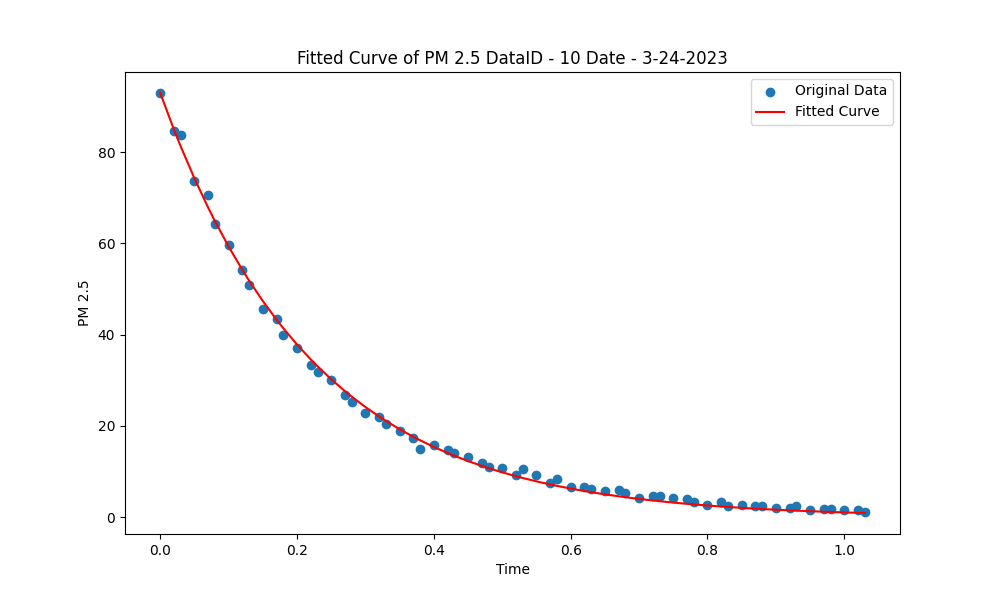 Fitted Curve of PM 2.5 DataID - 10 Date - 3-24-2023
Original Data
Fitted Curve
PM 2.5
80
60
40
20
0
0.0 0.2 0.4 0.6 0.8 1.0
Time